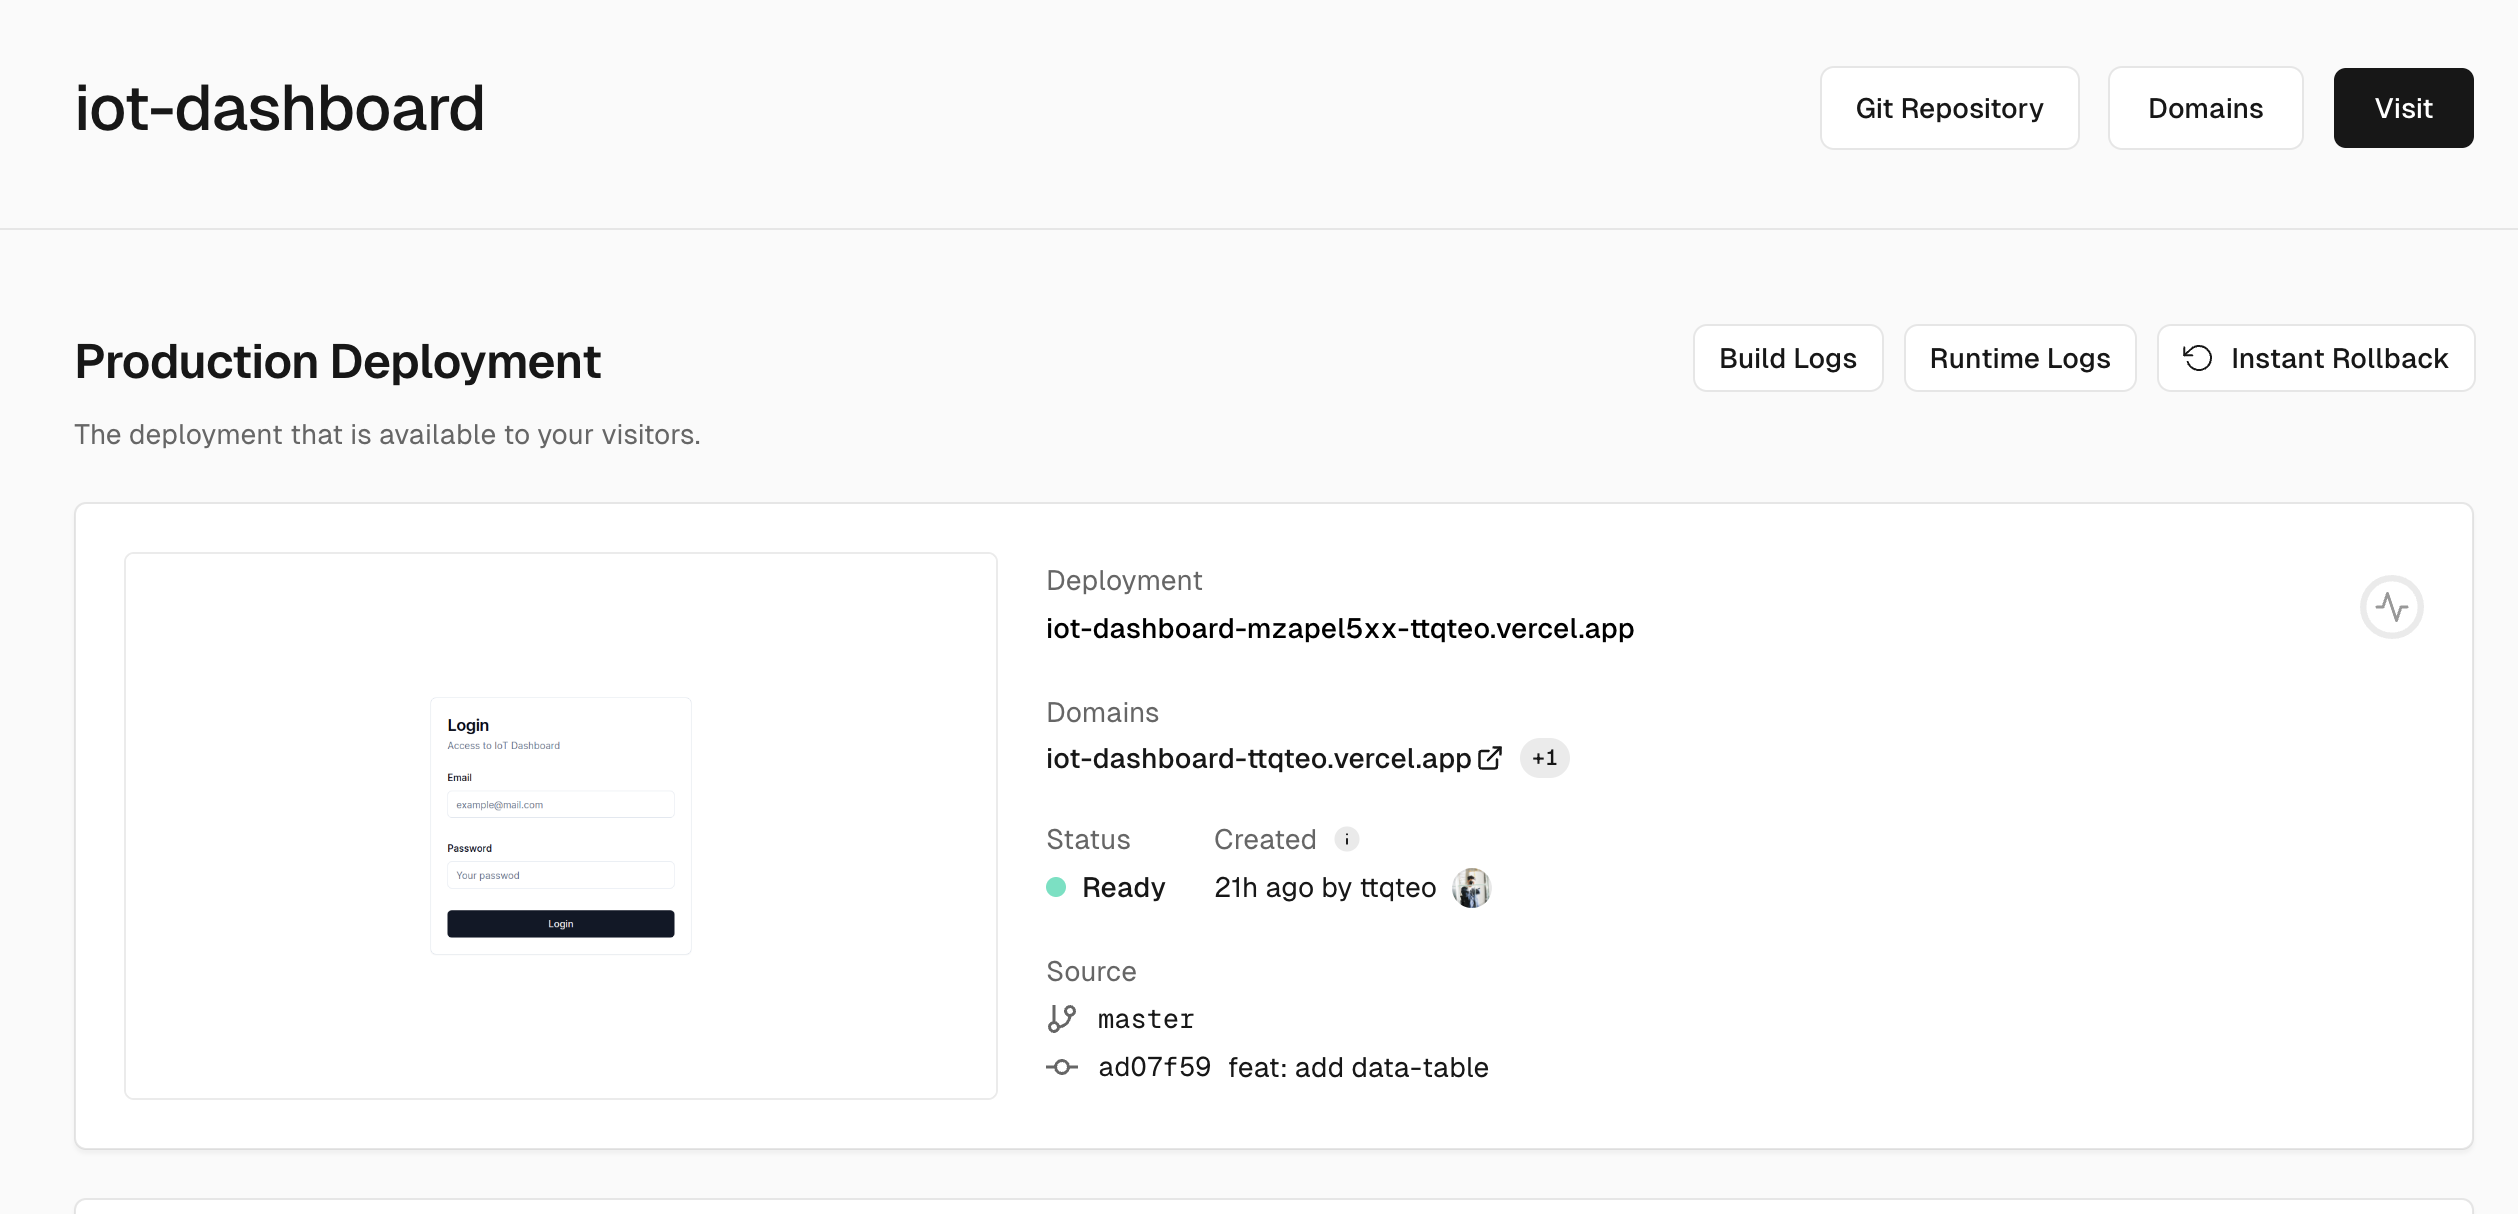 iot-dashboard
Git Repository
Domains
Visit
Production Deployment
Build Logs
Runtime Logs
Instant Rollback
The deployment that is available to your visitors.
Login
Access to IoT Dashboard
Email
example@mail.com
Password
Your passwod
Login
Deployment
iot-dashboard-mzapel5xx-ttqteo.vercel.app
Domains
iot-dashboard-ttqteo.vercel.app +1
Status
Ready
Created i
21h ago by ttqteo
Source
master
ad07f59 feat: add data-table